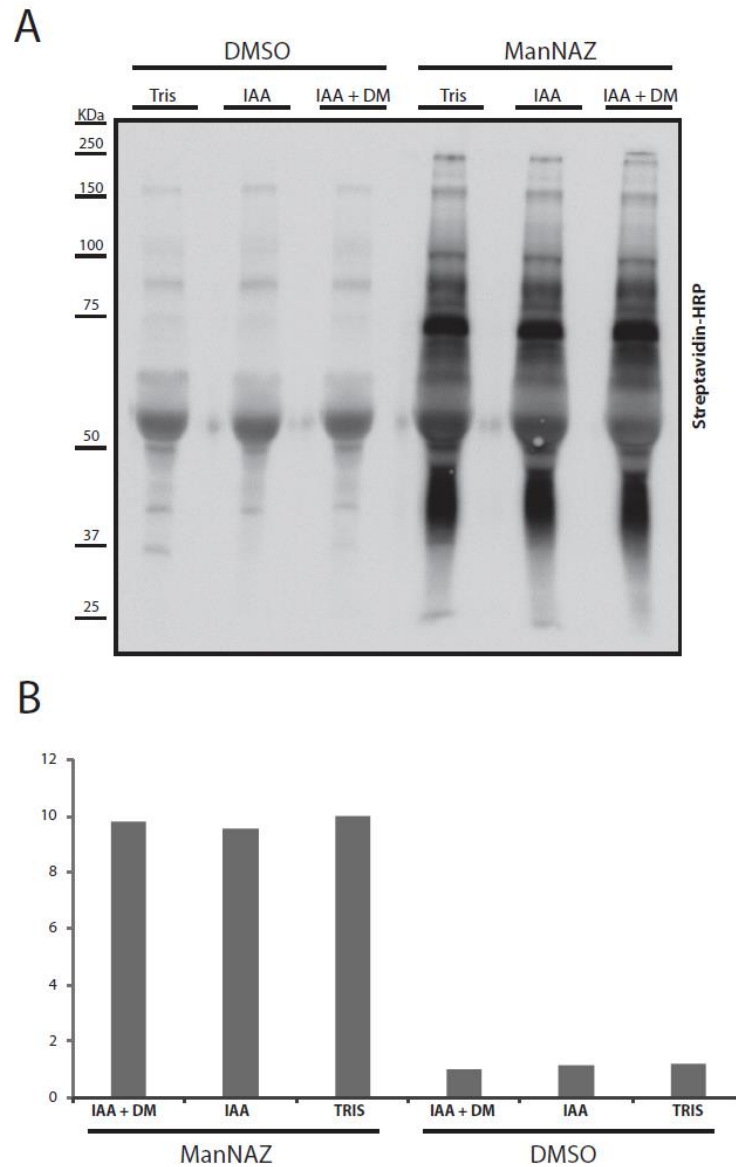 A
DMSO ManNAZ
Tris IAA IAA + DM Tris IAA IAA + DM
KDa
250
150
100
75
50
37
25
Streptavidin-HRP
B
12
10
8
6
4
2
0
IAA + DM IAA TRIS IAA + DM IAA TRIS
ManNAZ DMSO